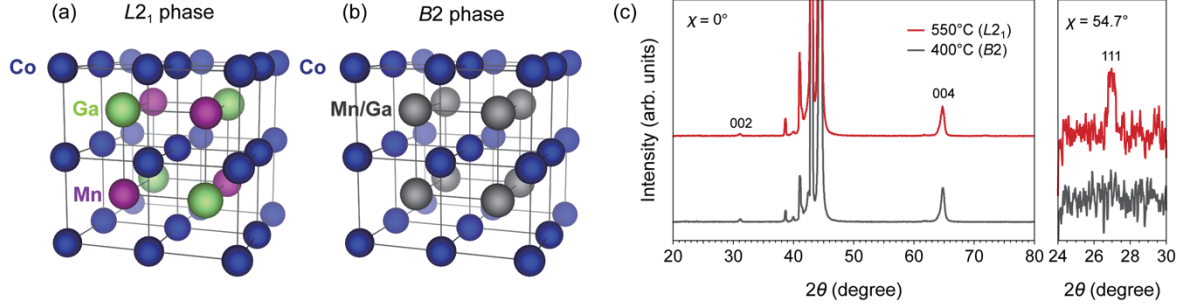 (a) L2₁ phase
Co
Ga
Mn
(b) B2 phase
Co
Mn/Ga
(c)
Intensity (arb. units)
χ = 0°
550°C (L2₁)
400°C (B2)
002
004
20 30 40 50 60 70 80
2θ (degree)
χ = 54.7°
111
24 26 28 30
2θ (degree)